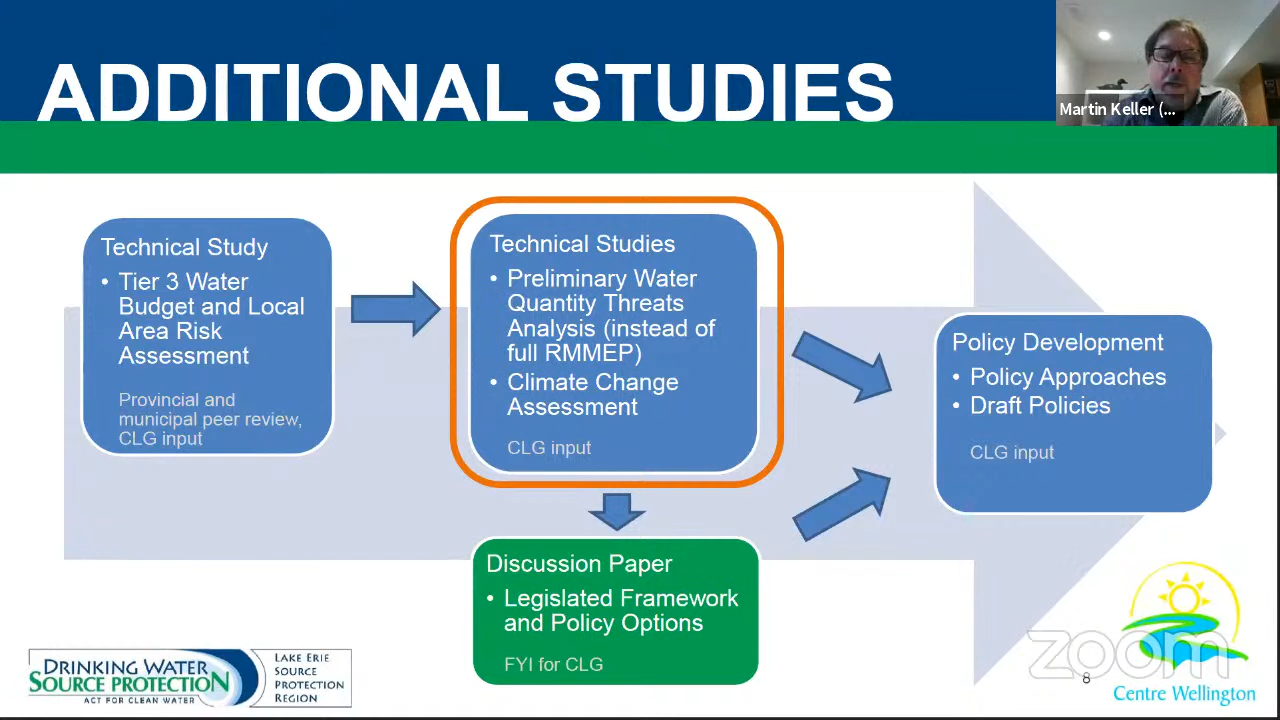 ADDITIONAL STUDIES
Martin Keller (...
Technical Study
• Tier 3 Water
Budget and Local
Area Risk
Assessment
Provincial and
municipal peer review,
CLG input
Technical Studies
• Preliminary Water
Quantity Threats
Analysis (instead of
full RMMEP)
• Climate Change
Assessment
CLG input
Discussion Paper
• Legislated Framework
and Policy Options
FYI for CLG
Policy Development
• Policy Approaches
• Draft Policies
CLG input
DRINKING WATER
SOURCE PROTECTION
ACT FOR CLEAN WATER
LAKE ERIE
SOURCE
PROTECTION
REGION
zoom
8
Centre Wellington